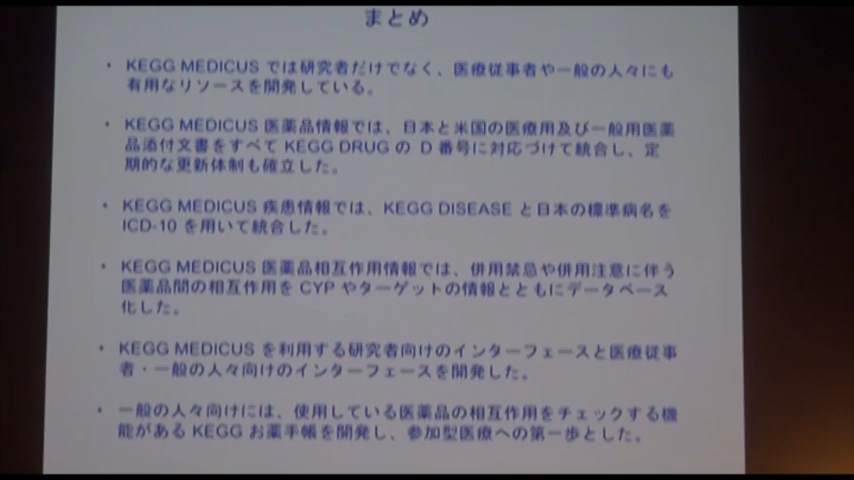 まとめ
• KEGG MEDICUS では研究者だけでなく、医療従事者や一般の人々にも
有用なリソースを開発している。
• KEGG MEDICUS 医薬品情報では、日本と米国の医療用及び一般用医薬
品添付文書をすべて KEGG DRUG の D 番号に対応づけて統合し、定
期的な更新体制も確立した。
• KEGG MEDICUS 疾患情報では、KEGG DISEASE と日本の標準病名を
ICD-10 を用いて統合した。
• KEGG MEDICUS 医薬品相互作用情報では、併用禁忌や併用注意に伴う
医薬品間の相互作用を CYP やターゲットの情報とともにデータベース
化した。
• KEGG MEDICUS を利用する研究者向けのインターフェースと医療従事
者・一般の人々向けのインターフェースを開発した。
• 一般の人々向けには、使用している医薬品の相互作用をチェックする機
能がある KEGG お薬手帳を開発し、参加型医療への第一歩とした。